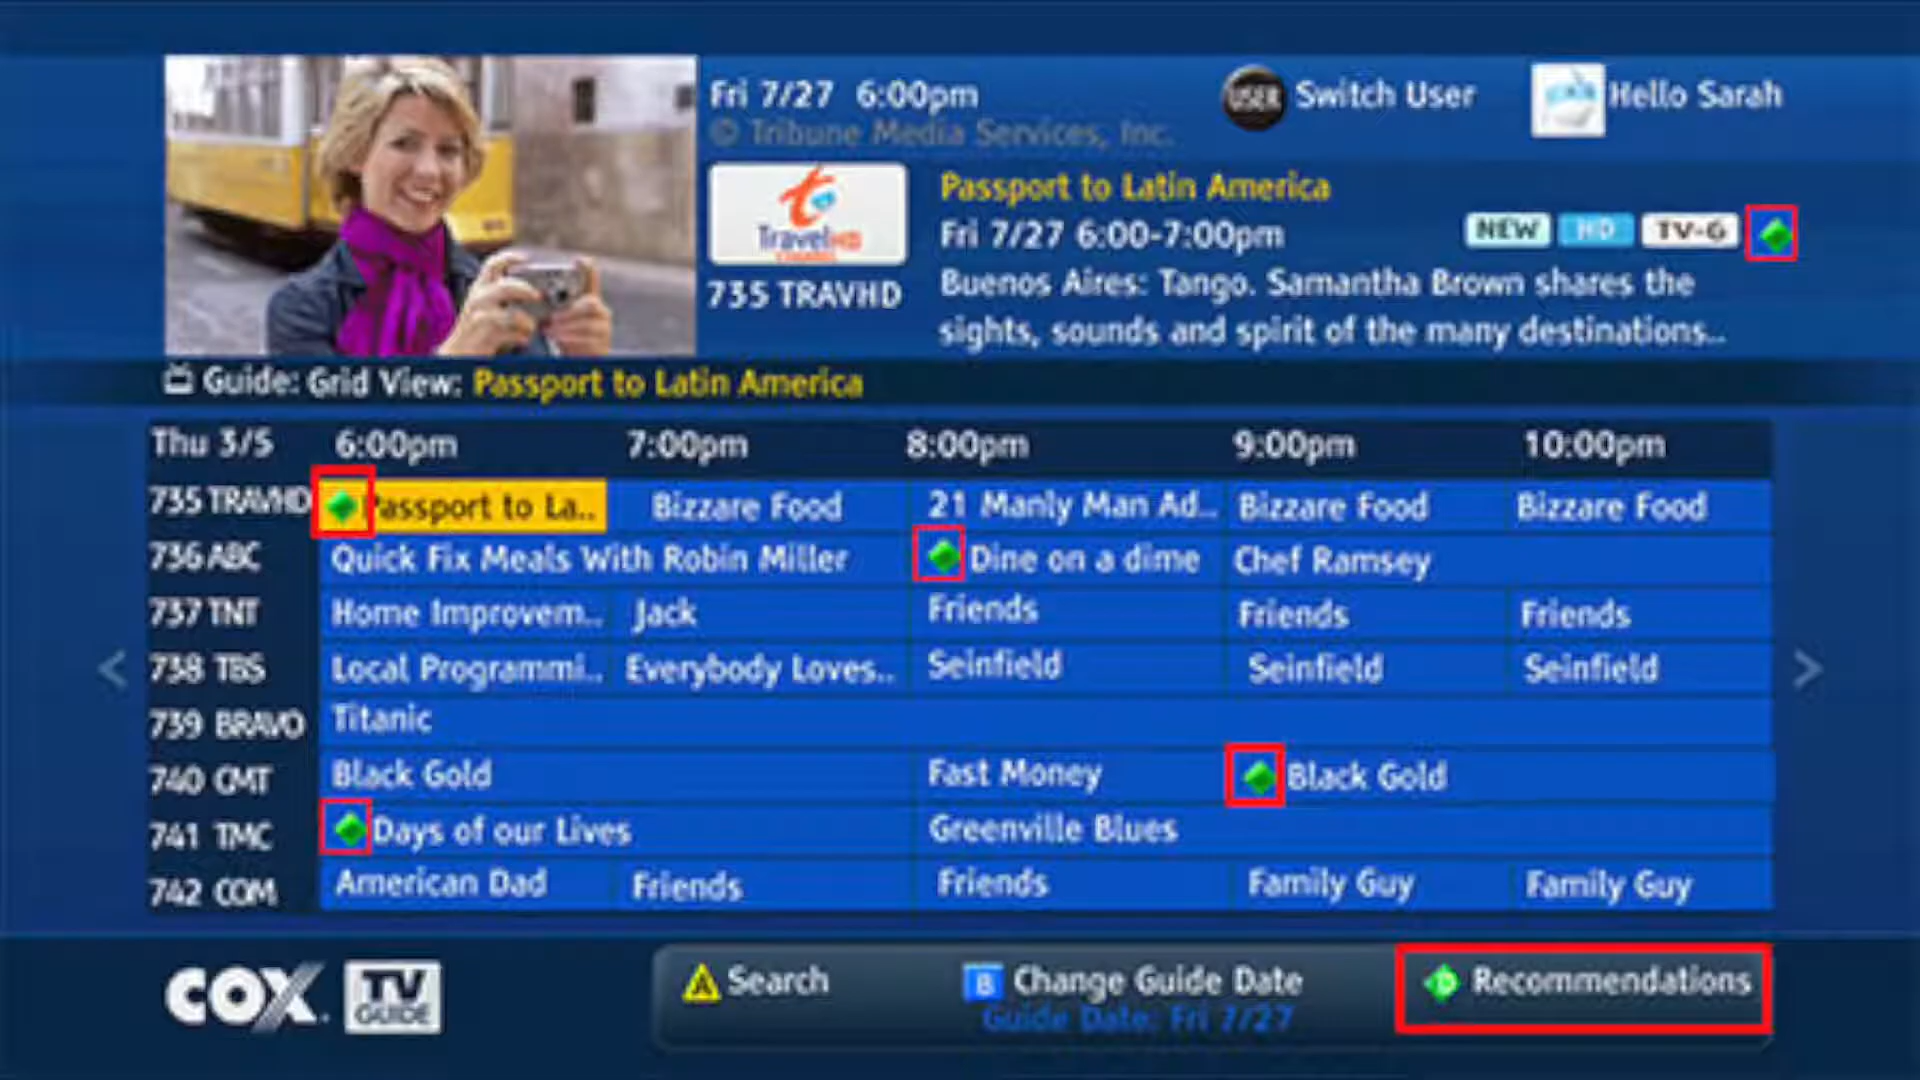 Fri 7/27 6:00pm
USER Switch User
Hello Sarah
© Tribune Media Services, Inc.
Travel HD
CHANNEL
735 TRAVHD
Passport to Latin America
Fri 7/27 6:00-7:00pm
NEW HD TV-G
Buenos Aires: Tango. Samantha Brown shares the
sights, sounds and spirit of the many destinations..
Guide: Grid View: Passport to Latin America
Thu 3/5 6:00pm 7:00pm 8:00pm 9:00pm 10:00pm
735 TRAVHD Passport to La.. Bizzare Food 21 Manly Man Ad.. Bizzare Food Bizzare Food
736 ABC Quick Fix Meals With Robin Miller Dine on a dime Chef Ramsey
737 TNT Home Improvem.. Jack Friends Friends Friends
738 TBS Local Programmi.. Everybody Loves.. Seinfield Seinfield Seinfield
739 BRAVO Titanic
740 CMT Black Gold Fast Money Black Gold
741 TMC Days of our Lives Greenville Blues
742 COM American Dad Friends Friends Family Guy Family Guy
COX TV GUIDE
A Search
B Change Guide Date
Guide Date: Fri 7/27
D Recommendations